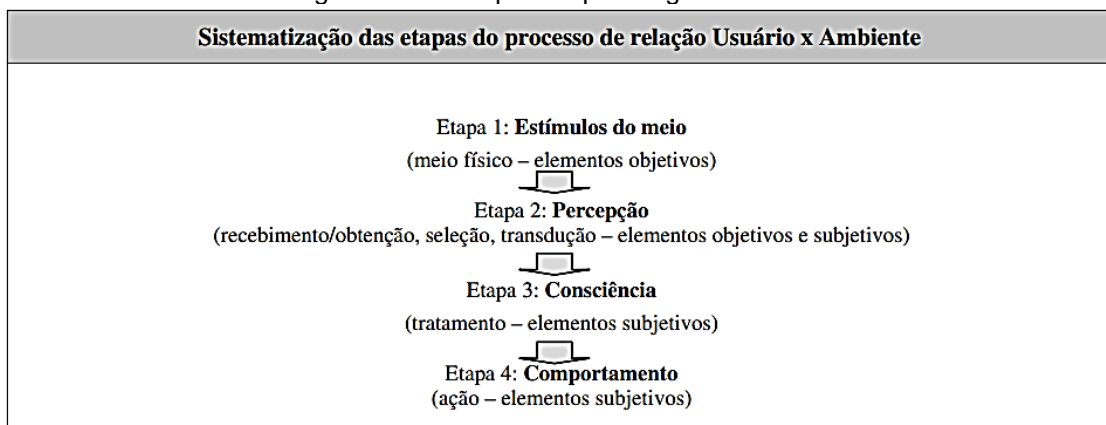 Sistematização das etapas do processo de relação Usuário x Ambiente
Etapa 1: Estímulos do meio
(meio físico – elementos objetivos)
Etapa 2: Percepção
(recebimento/obtenção, seleção, transdução – elementos objetivos e subjetivos)
Etapa 3: Consciência
(tratamento – elementos subjetivos)
Etapa 4: Comportamento
(ação – elementos subjetivos)